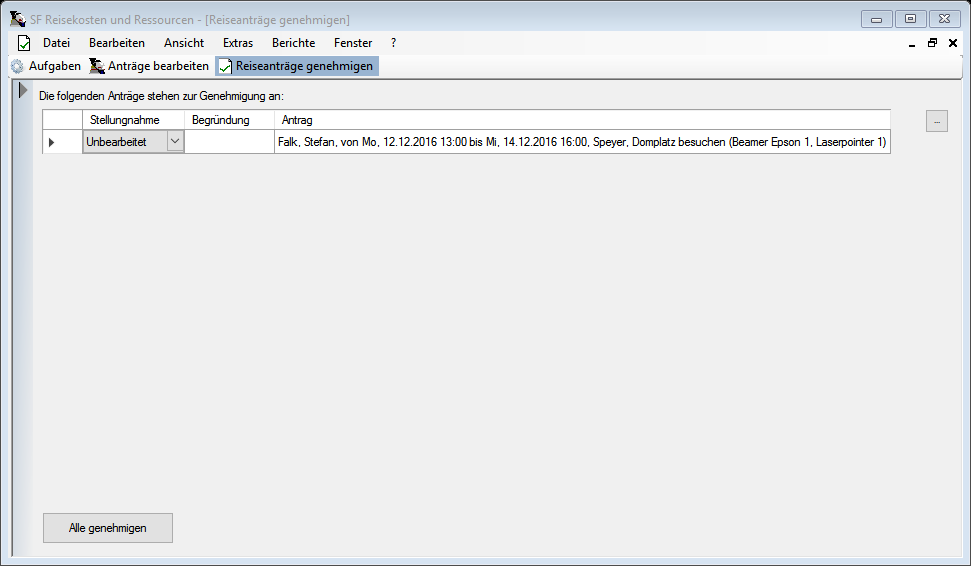 SF Reisekosten und Ressourcen - [Reiseanträge genehmigen]
Datei Bearbeiten Ansicht Extras Berichte Fenster ?
Aufgaben Anträge bearbeiten Reiseanträge genehmigen
Die folgenden Anträge stehen zur Genehmigung an:
Stellungnahme Begründung Antrag
...
Unbearbeitet Falk, Stefan, von Mo, 12.12.2016 13:00 bis Mi, 14.12.2016 16:00, Speyer, Domplatz besuchen (Beamer Epson 1, Laserpointer 1)
Alle genehmigen